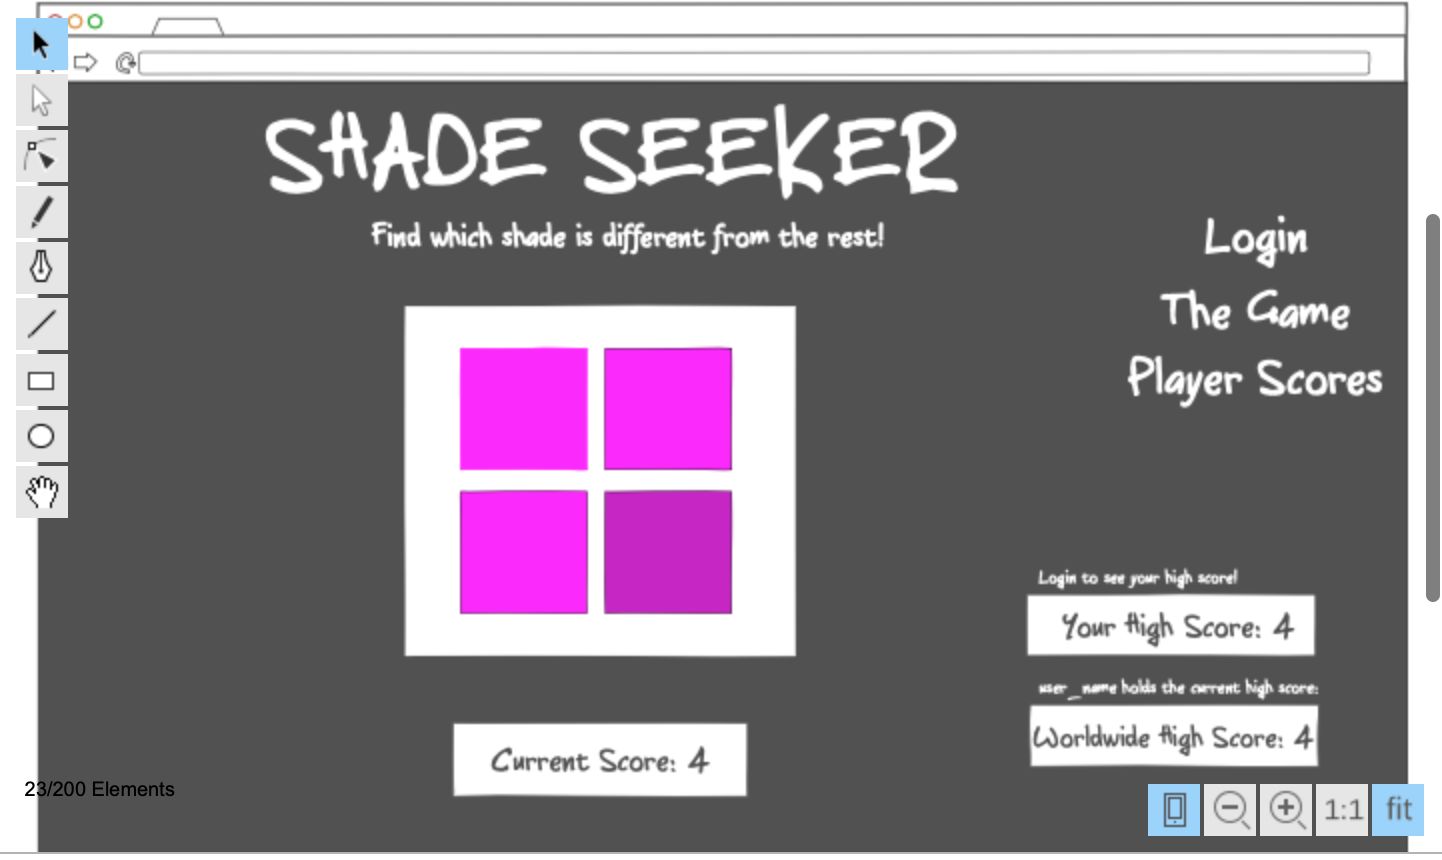 SHADE SEEKER
Find which shade is different from the rest!
Login
The Game
Player Scores
Login to see your high score!
Your High Score: 4
user_name holds the current high score:
Worldwide High Score: 4
Current Score: 4
23/200 Elements
1:1
fit